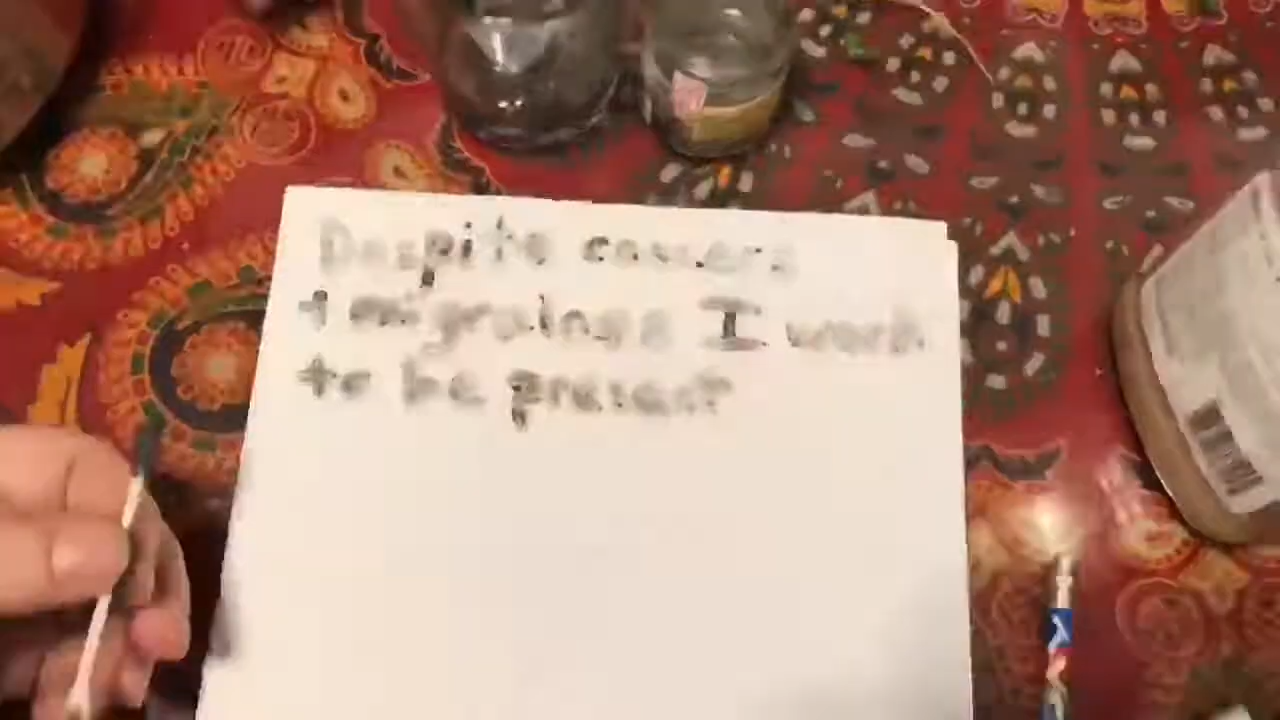 Despite
+ migraines I work
to be present